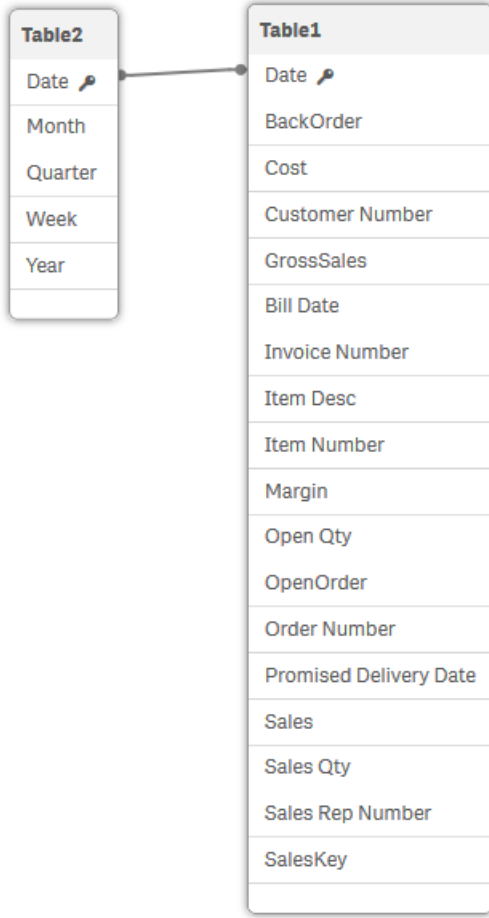 Table2
Date
Month
Quarter
Week
Year
Table1
Date
BackOrder
Cost
Customer Number
GrossSales
Bill Date
Invoice Number
Item Desc
Item Number
Margin
Open Qty
OpenOrder
Order Number
Promised Delivery Date
Sales
Sales Qty
Sales Rep Number
SalesKey